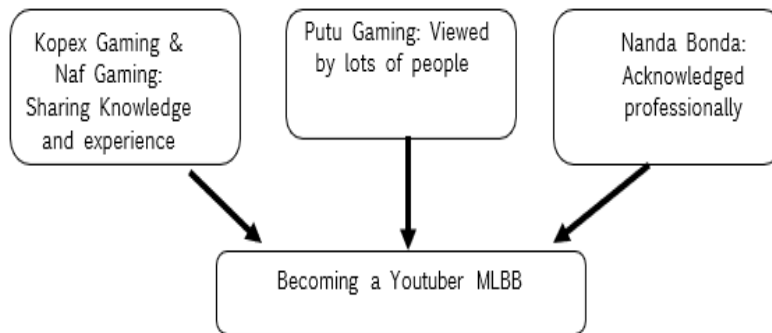 Kopex Gaming &
Naf Gaming:
Sharing Knowledge
and experience
Putu Gaming: Viewed
by lots of people
Nanda Bonda:
Acknowledged
professionally
Becoming a Youtuber MLBB